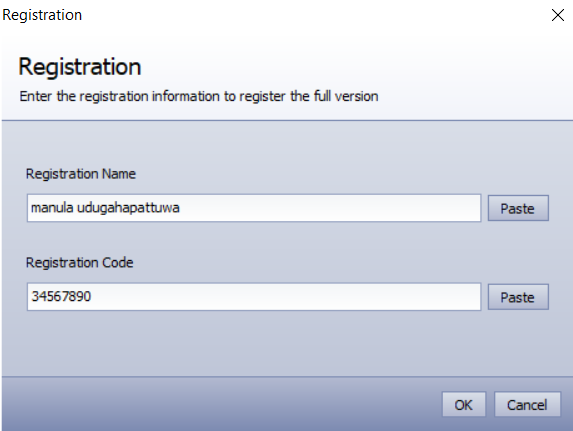 Registration
Registration
Enter the registration information to register the full version
Registration Name
manula udugahapattuwa
Paste
Registration Code
34567890
Paste
OK
Cancel